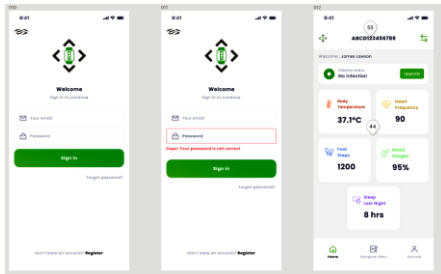 010
9:41
Welcome
Sign in to continue
Your email
Password
Sign in
Forgot password?
Don't have an account? Register
011
9:41
Welcome
Sign in to continue
Your email
Password
Oops! Your password is not correct
Sign in
Forgot password?
Don't have an account? Register
012
9:41
55
ABCD123456789
Welcome : James Lawson
Infection status
No infection
Upgrade
Body
Temperature
37.1°C
Heart
Frequency
90
44
Foot
Steps
1200
Blood
Oxygen
95%
Sleep
Last Night
8 hrs
Home
Symptom diary
Account